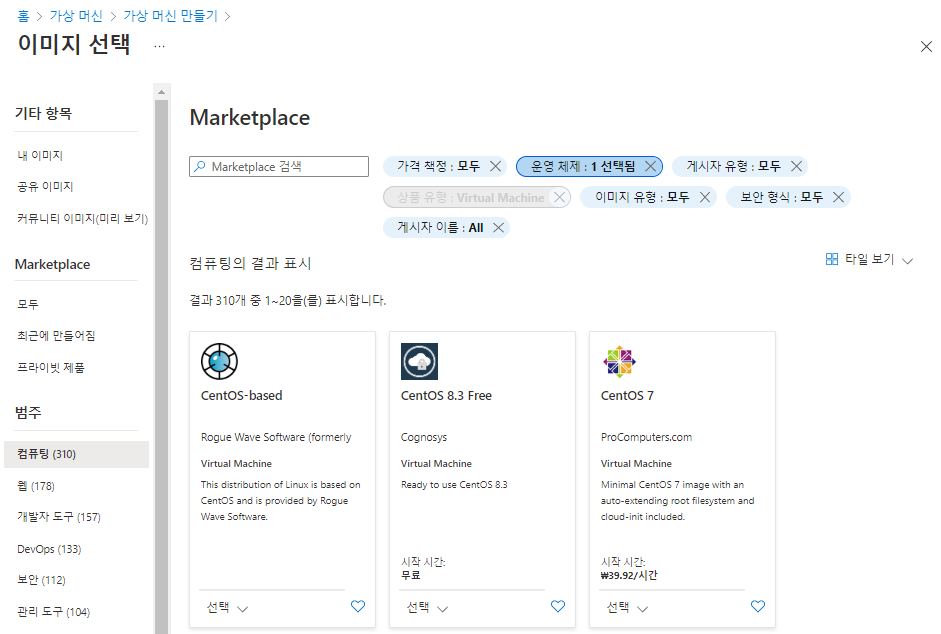 홈 > 가상 머신 > 가상 머신 만들기 >
이미지 선택 ...
기타 항목
내 이미지
공유 이미지
커뮤니티 이미지(미리 보기)
Marketplace
모두
최근에 만들어짐
프라이빗 제품
범주
컴퓨팅 (310)
웹 (178)
개발자 도구 (157)
DevOps (133)
보안 (112)
관리 도구 (104)
Marketplace
Marketplace 검색
가격 책정 : 모두
운영 체제 : 1 선택됨
게시자 유형 : 모두
상품 유형 : Virtual Machine
이미지 유형 : 모두
보안 형식 : 모두
게시자 이름 : All
컴퓨팅의 결과 표시
타일 보기
결과 310개 중 1~20을(를) 표시합니다.
CentOS-based
Rogue Wave Software (formerly
Virtual Machine
This distribution of Linux is based on
CentOS and is provided by Rogue
Wave Software.
선택
CentOS 8.3 Free
Cognosys
Virtual Machine
Ready to use CentOS 8.3
시작 시간:
무료
선택
CentOS 7
ProComputers.com
Virtual Machine
Minimal CentOS 7 image with an
auto-extending root filesystem and
cloud-init included.
시작 시간:
₩39.92/시간
선택